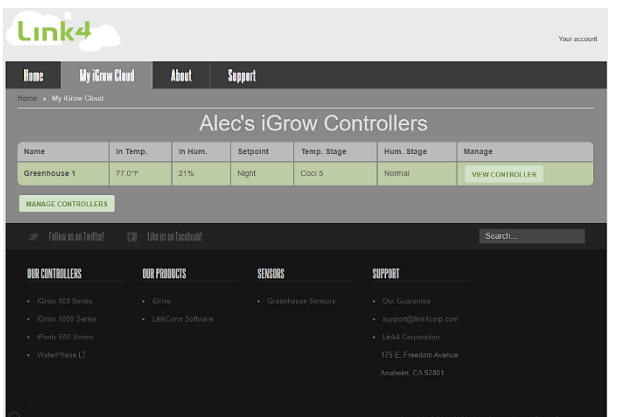 Link4
Your account
Home My iGrow Cloud About Support
Home » My iGrow Cloud
Alec's iGrow Controllers
Name In Temp. In Hum. Setpoint Temp. Stage Hum. Stage Manage
Greenhouse 1 77.0°F 21% Night Cool 5 Normal VIEW CONTROLLER
MANAGE CONTROLLERS
Follow us on Twitter! Like us on Facebook! Search...
OUR CONTROLLERS OUR PRODUCTS SENSORS SUPPORT
• iGrow 100 Series • iDrive • Greenhouse Sensors • Our Guarantee
• iGrow 1000 Series • LinkConn Software • support@link4corp.com
• iPonic 600 Series • Link4 Corporation
• WaterPhase LT 175 E. Freedom Avenue
Anaheim, CA 92801